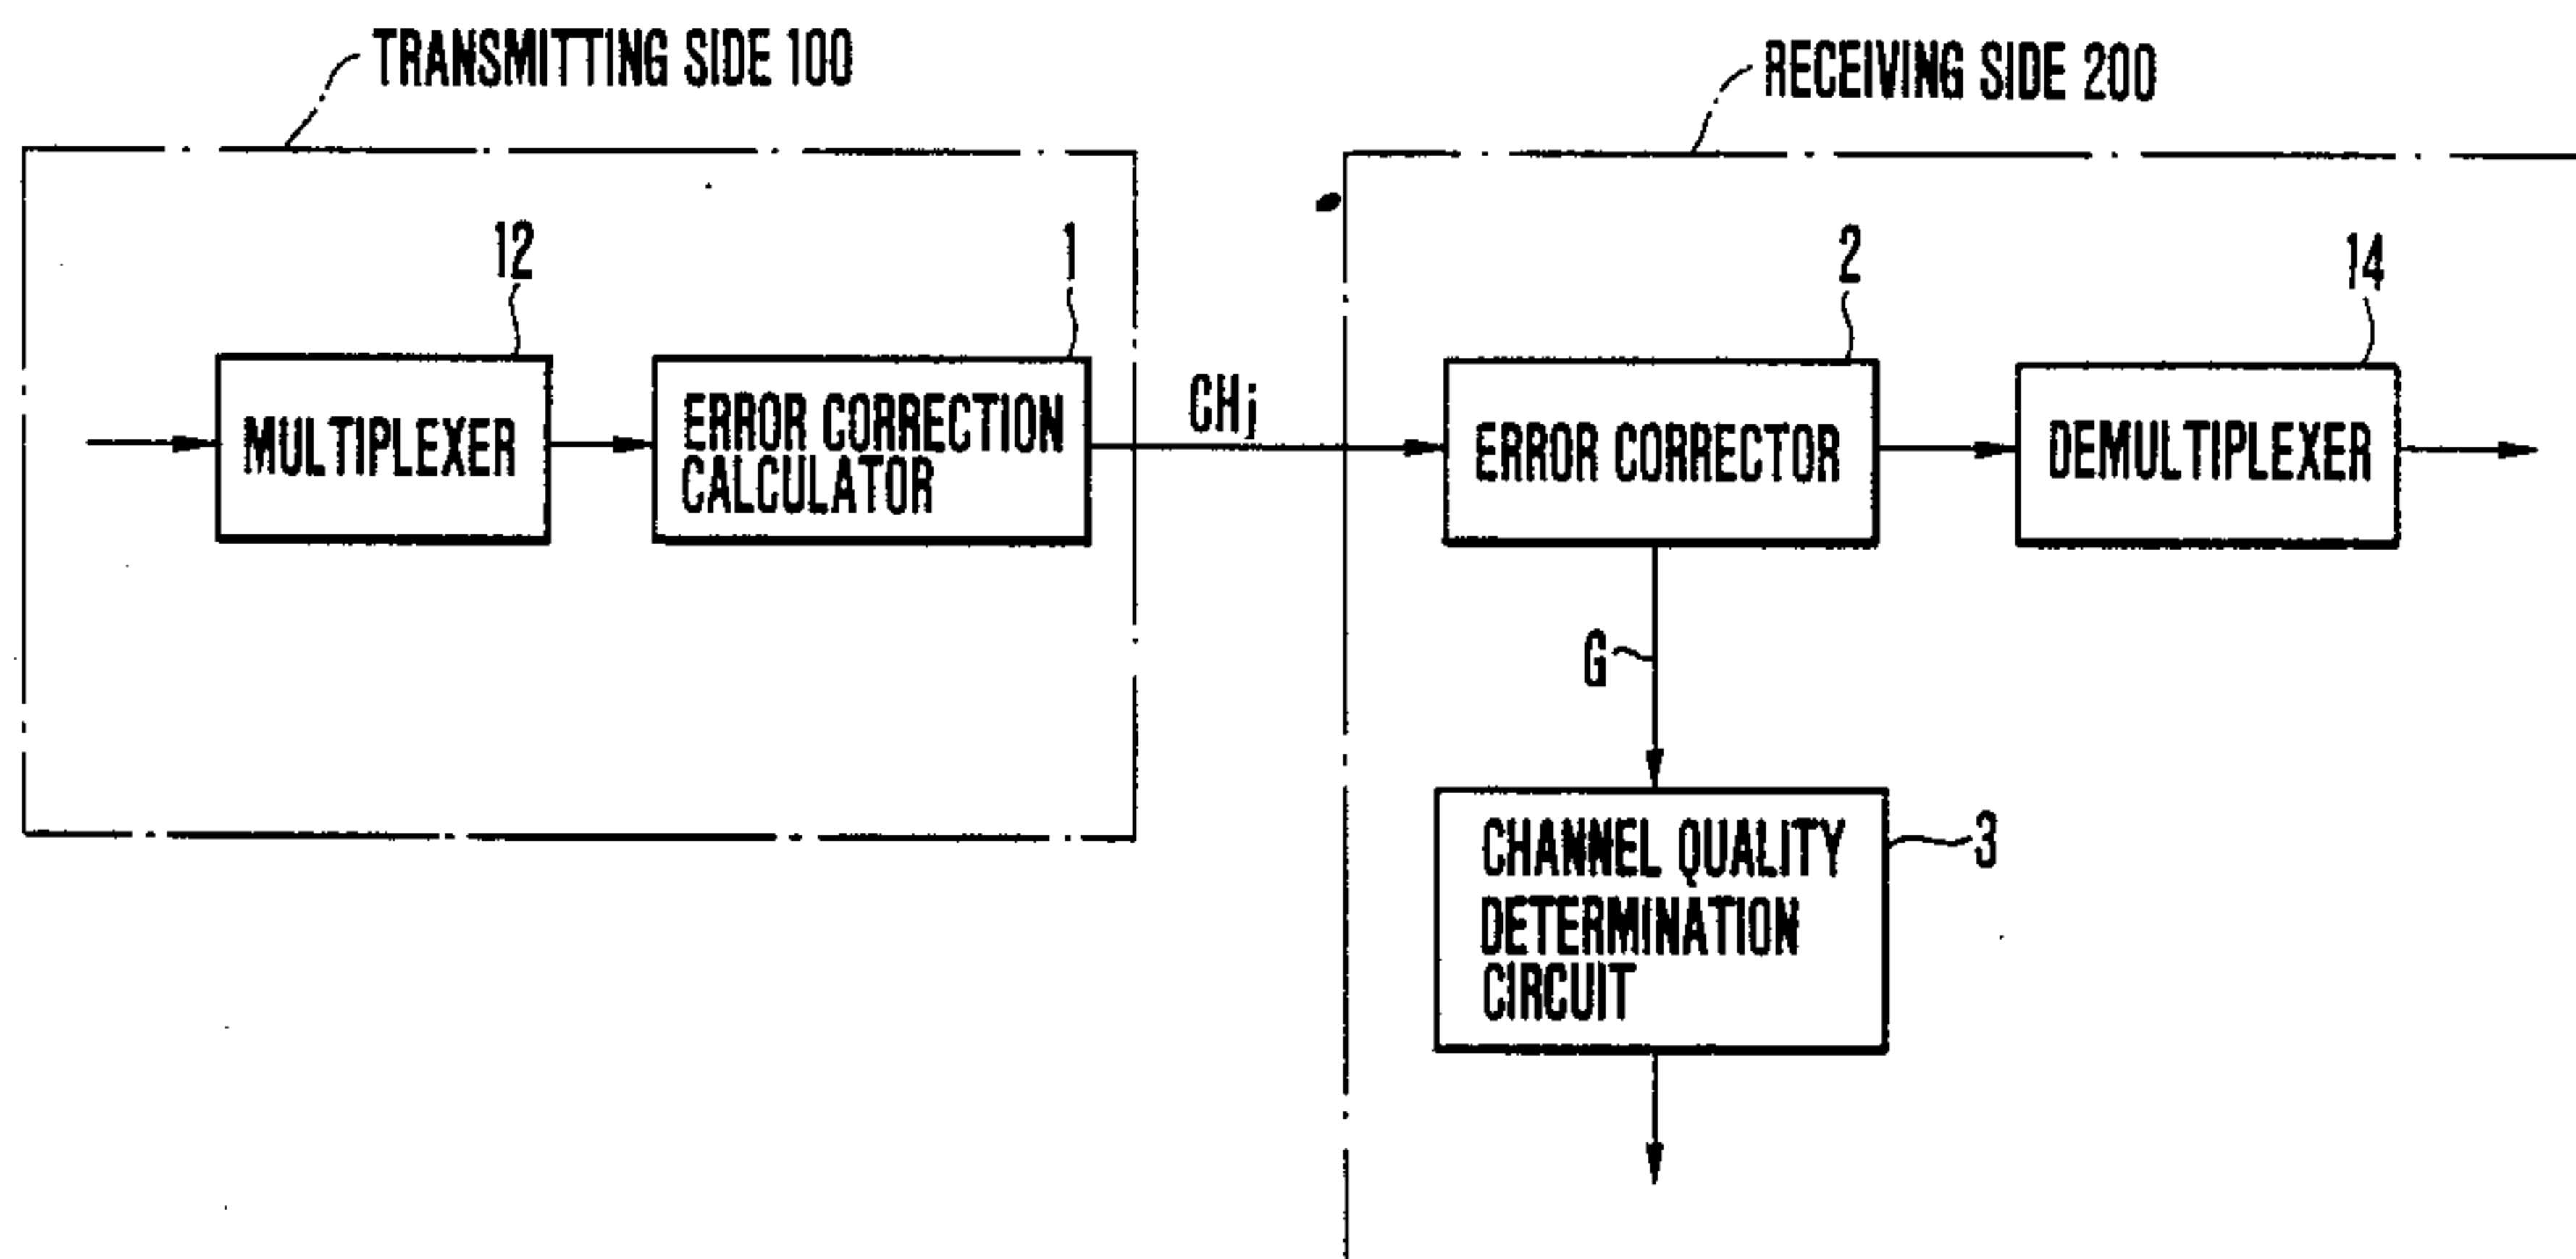 TRANSMITTING SIDE 100
RECEIVING SIDE 200
12
1
2
14
MULTIPLEXER
ERROR CORRECTION
CALCULATOR
CHj
ERROR CORRECTOR
DEMULTIPLEXER
G
CHANNEL QUALITY
DETERMINATION
CIRCUIT
3